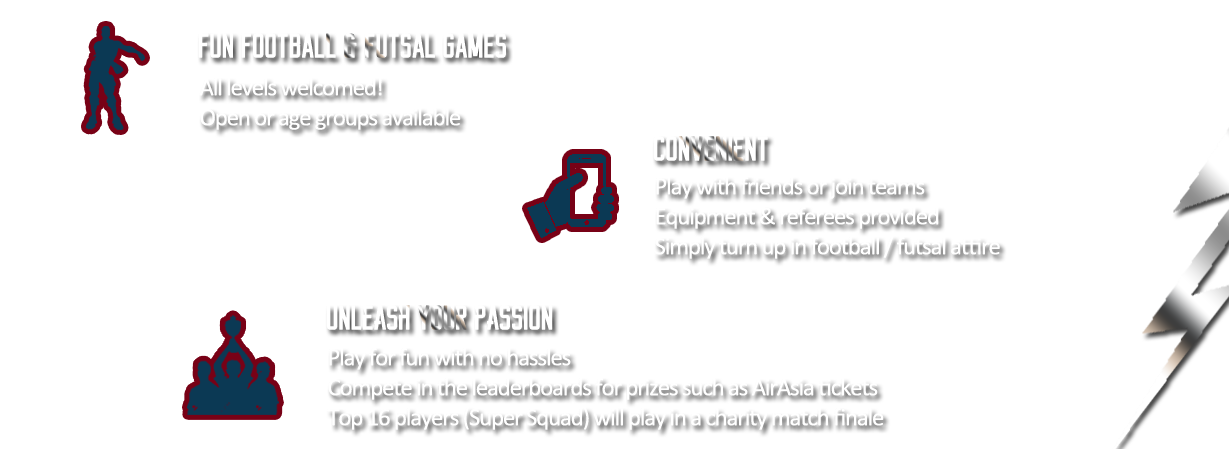 FUN FOOTBALL & FUTSAL GAMES
All levels welcomed!
Open or age groups available
CONVENIENT
Play with friends or join teams
Equipment & referees provided
Simply turn up in football / futsal attire
UNLEASH YOUR PASSION
Play for fun with no hassles
Compete in the leaderboards for prizes such as AirAsia tickets
Top 16 players (Super Squad) will play in a charity match finale